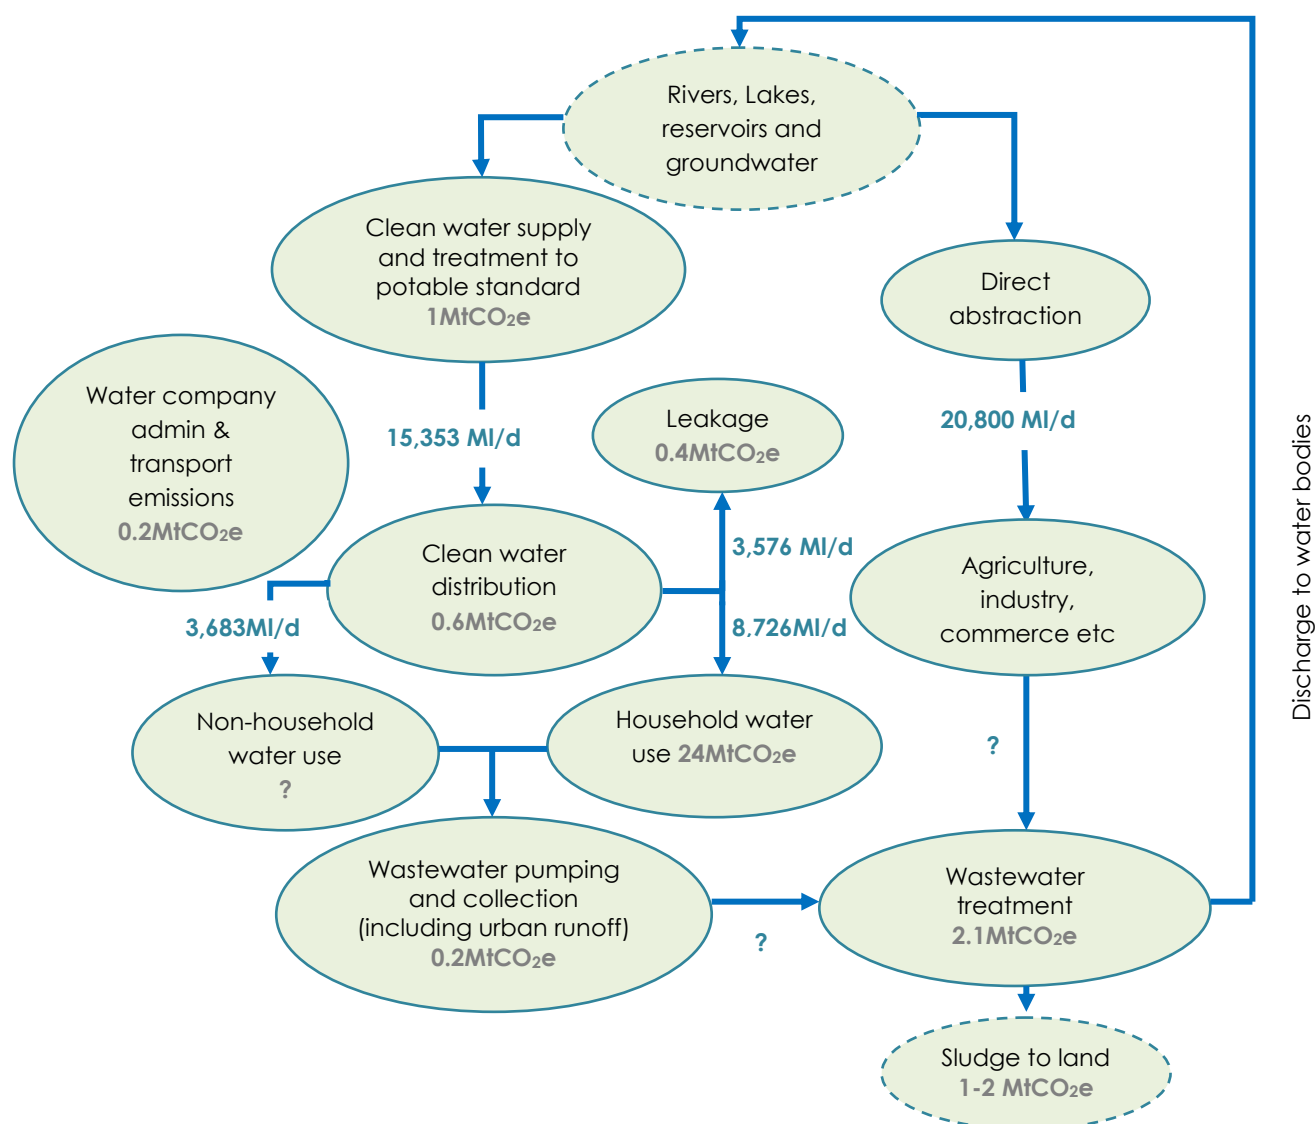 Rivers, Lakes,
reservoirs and
groundwater
Clean water supply
and treatment to
potable standard
1MtCO₂e
Direct
abstraction
Water company
admin &
transport
emissions
0.2MtCO₂e
15,353 Ml/d
Leakage
0.4MtCO₂e
20,800 Ml/d
Clean water
distribution
0.6MtCO₂e
3,576 Ml/d
8,726Ml/d
3,683Ml/d
Agriculture,
industry,
commerce etc
Discharge to water bodies
Non-household
water use
?
Household water
use 24MtCO₂e
?
Wastewater pumping
and collection
(including urban runoff)
0.2MtCO₂e
?
Wastewater
treatment
2.1MtCO₂e
Sludge to land
1-2 MtCO₂e